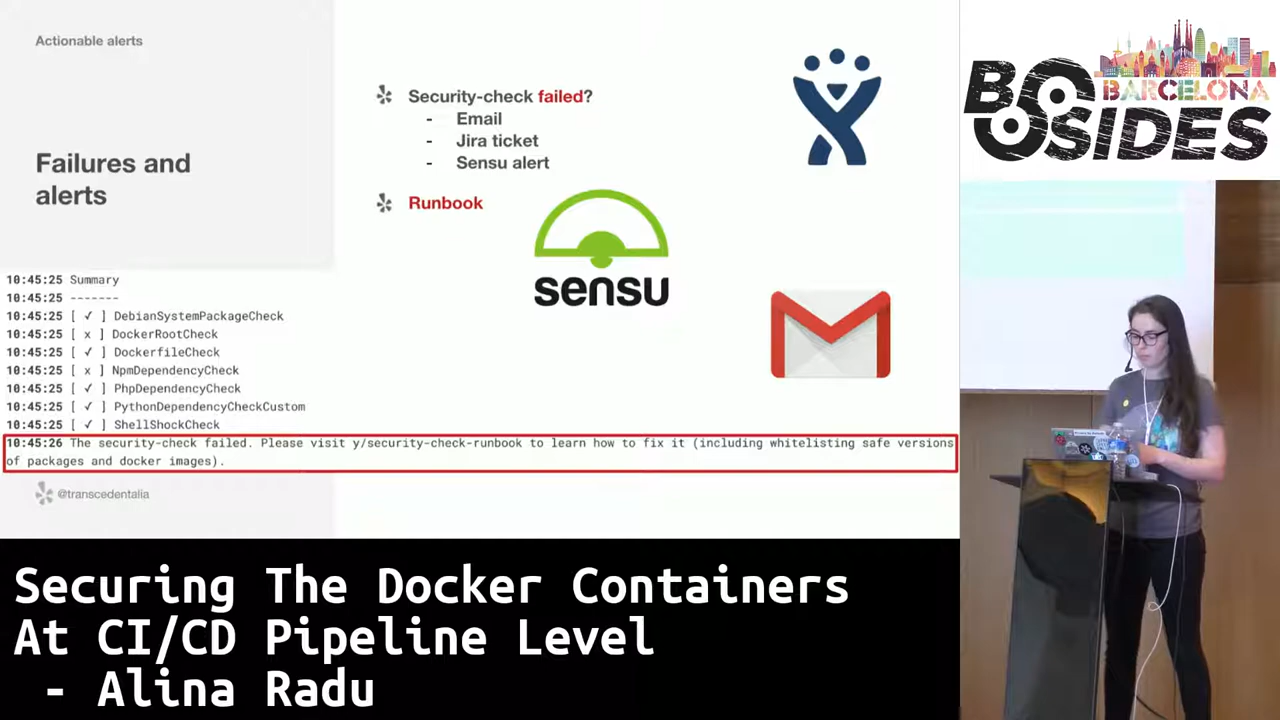 Actionable alerts
Failures and
alerts
Security-check failed?
- Email
- Jira ticket
- Sensu alert
Runbook
sensu
10:45:25 Summary
10:45:25 -------
10:45:25 [ ✓ ] DebianSystemPackageCheck
10:45:25 [ x ] DockerRootCheck
10:45:25 [ ✓ ] DockerfileCheck
10:45:25 [ x ] NpmDependencyCheck
10:45:25 [ ✓ ] PhpDependencyCheck
10:45:25 [ ✓ ] PythonDependencyCheckCustom
10:45:25 [ ✓ ] ShellShockCheck
10:45:26 The security-check failed. Please visit y/security-check-runbook to learn how to fix it (including whitelisting safe versions
of packages and docker images).
@transcedentalia
BSIDES
BARCELONA
Securing The Docker Containers
At CI/CD Pipeline Level
- Alina Radu